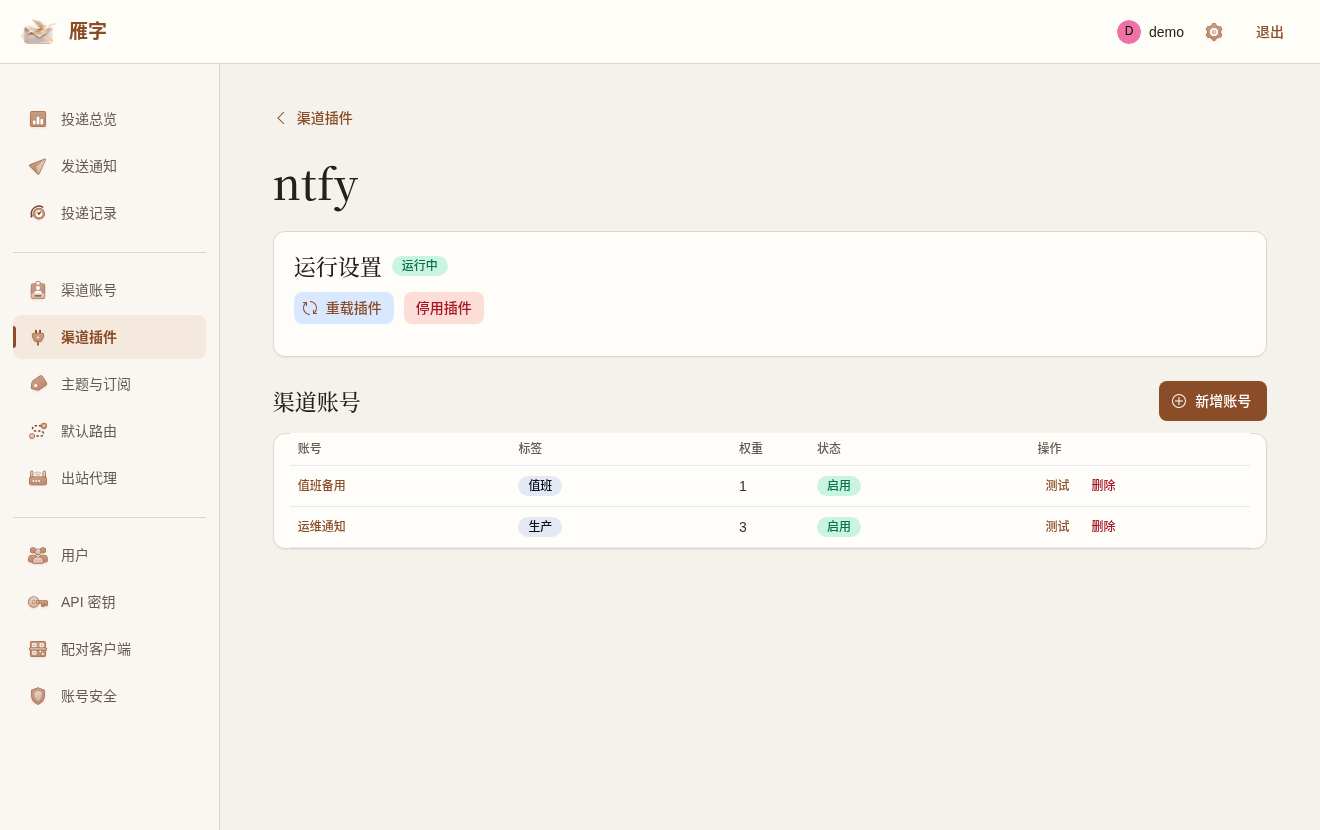 雁字
D demo 退出
投递总览
发送通知
投递记录
渠道账号
渠道插件
主题与订阅
默认路由
出站代理
用户
API 密钥
配对客户端
账号安全
渠道插件
ntfy
运行设置 运行中
重载插件 停用插件
渠道账号 新增账号
账号 标签 权重 状态 操作
值班备用 值班 1 启用 测试 删除
运维通知 生产 3 启用 测试 删除